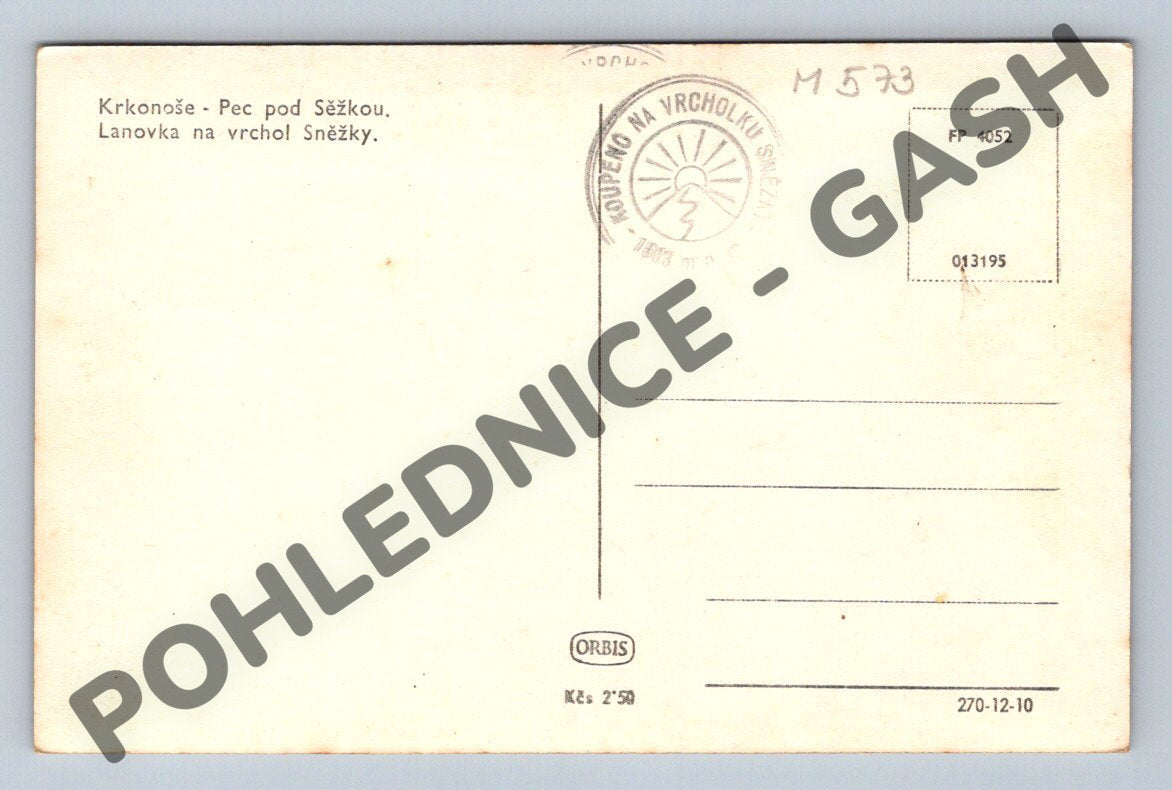 Krkonoše - Pec pod Sěžkou.
Lanovka na vrchol Sněžky.
M 573
KOUPENO NA VRCHOLKU SNĚŽKY
FP 4052
013195
POHLEDNICE - GASH
ORBIS
Kčs 2˙50
270-12-10